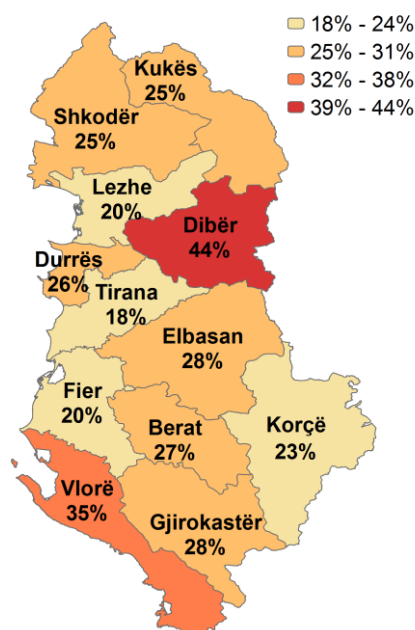 18% - 24%
25% - 31%
32% - 38%
39% - 44%
Kukës
25%
Shkodër
25%
Lezhe
20%
Dibër
44%
Durrës
26%
Tirana
18%
Elbasan
28%
Fier
20%
Berat
27%
Korçë
23%
Vlorë
35%
Gjirokastër
28%